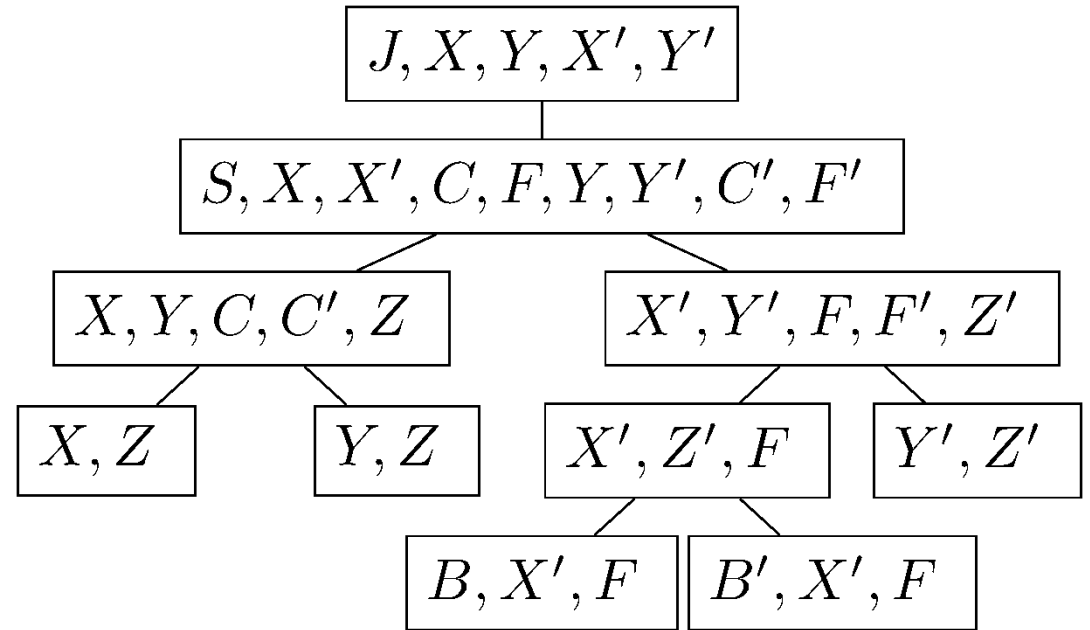 J, X, Y, X′, Y′
S, X, X′, C, F, Y, Y′, C′, F′
X, Y, C, C′, Z
X′, Y′, F, F′, Z′
X, Z
Y, Z
X′, Z′, F
Y′, Z′
B, X′, F
B′, X′, F